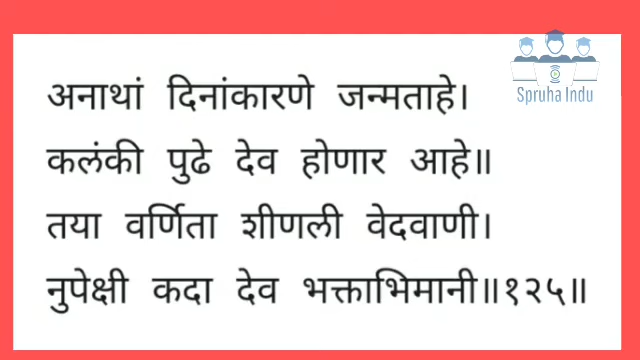 Spruha Indu
अनाथां दिनांकारणे जन्मताहे।
कलंकी पुढे देव होणार आहे॥
तया वर्णिता शीणली वेदवाणी।
नुपेक्षी कदा देव भक्ताभिमानी॥१२५॥